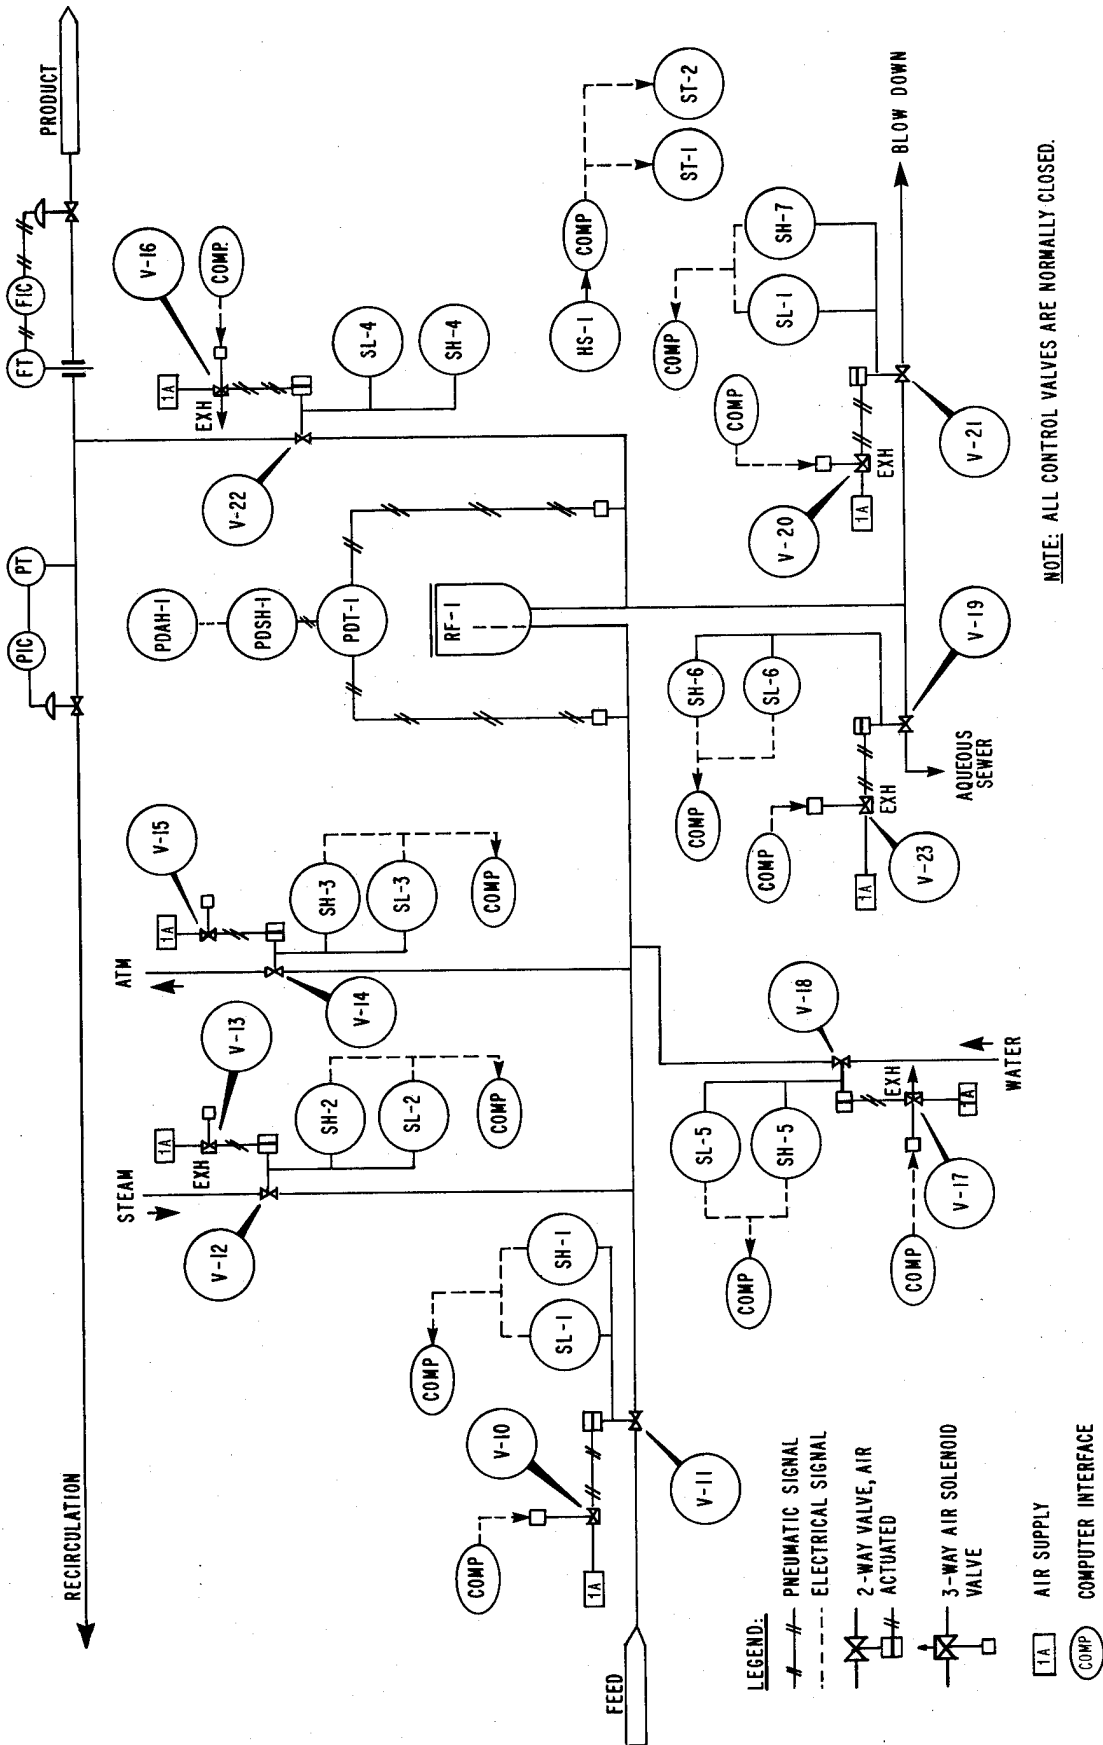 PRODUCT
FT
FIC
PT
PIC
RECIRCULATION
V-16
COMP.
1A
EXH
SL-4
SH-4
V-22
PDAH-1
PDSH-1
PDT-1
RF-1
HS-1
COMP
ST-1
ST-2
ATM
1A
V-15
V-14
SH-3
SL-3
COMP
STEAM
1A
V-13
EXH
V-12
SH-2
SL-2
COMP
FEED
1A
COMP
V-10
V-11
COMP
SL-1
SH-1
WATER
V-18
SL-5
SH-5
COMP
EXH
1A
V-17
COMP
SH-6
SL-6
COMP
COMP
1A
EXH
V-23
V-19
AQUEOUS
SEWER
COMP
SL-1
SH-7
COMP
1A
EXH
V-20
V-21
BLOW DOWN
NOTE: ALL CONTROL VALVES ARE NORMALLY CLOSED.
LEGEND:
PNEUMATIC SIGNAL
ELECTRICAL SIGNAL
2-WAY VALVE, AIR
ACTUATED
3-WAY AIR SOLENOID
VALVE
1A AIR SUPPLY
COMP COMPUTER INTERFACE